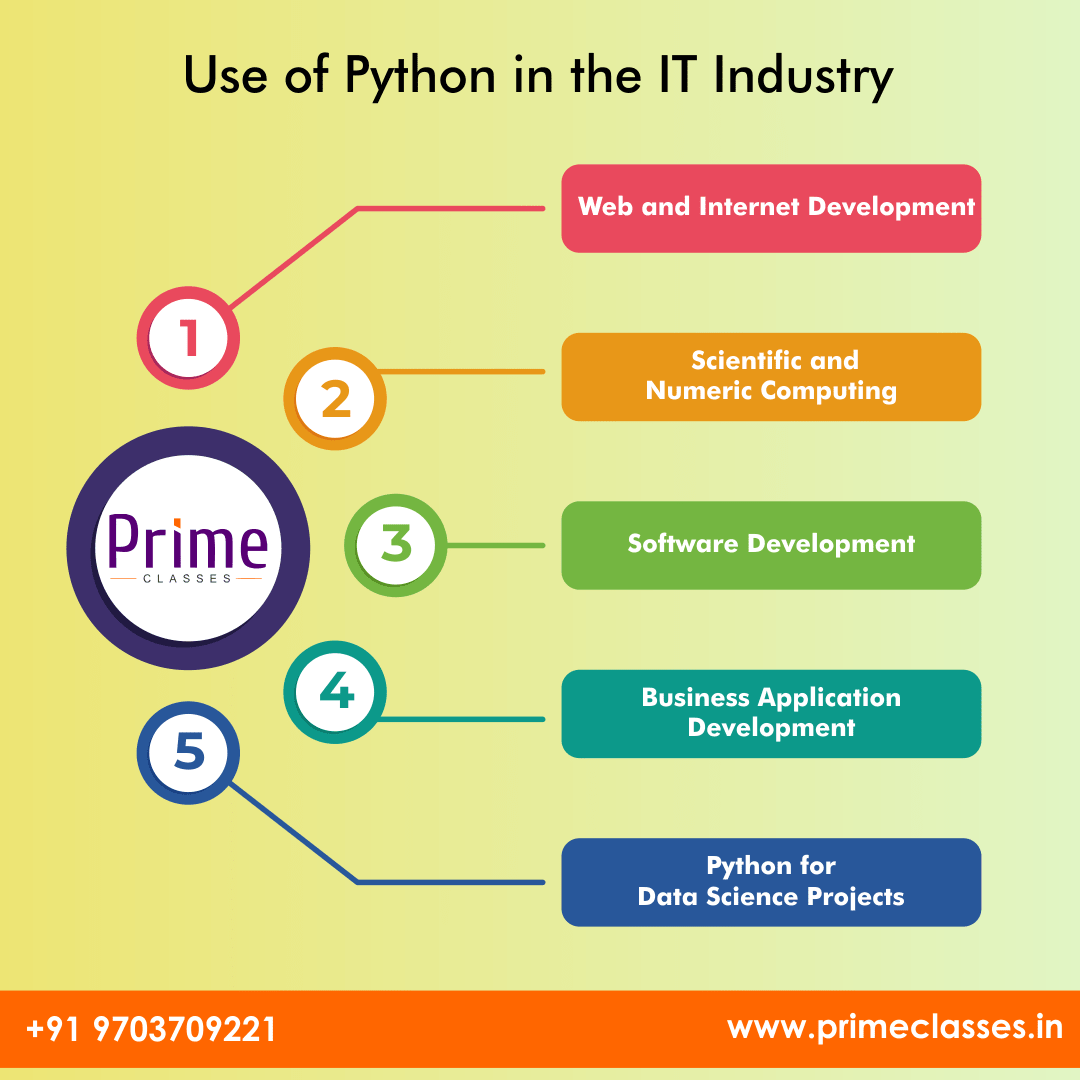 Use of Python in the IT Industry
1
Web and Internet Development
2
Scientific and
Numeric Computing
Prime
CLASSES
3
Software Development
4
Business Application
Development
5
Python for
Data Science Projects
+91 9703709221
www.primeclasses.in